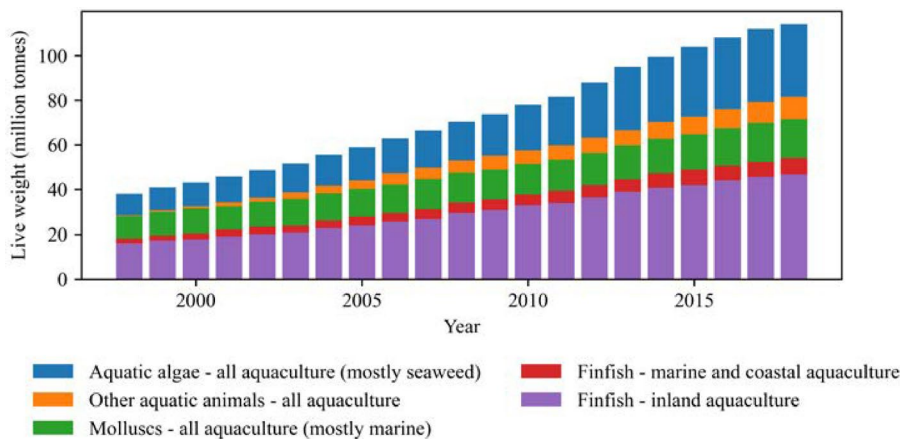 100
80
60
40
20
0
Live weight (million tonnes)
2000 2005 2010 2015
Year
Aquatic algae - all aquaculture (mostly seaweed)
Other aquatic animals - all aquaculture
Molluscs - all aquaculture (mostly marine)
Finfish - marine and coastal aquaculture
Finfish - inland aquaculture